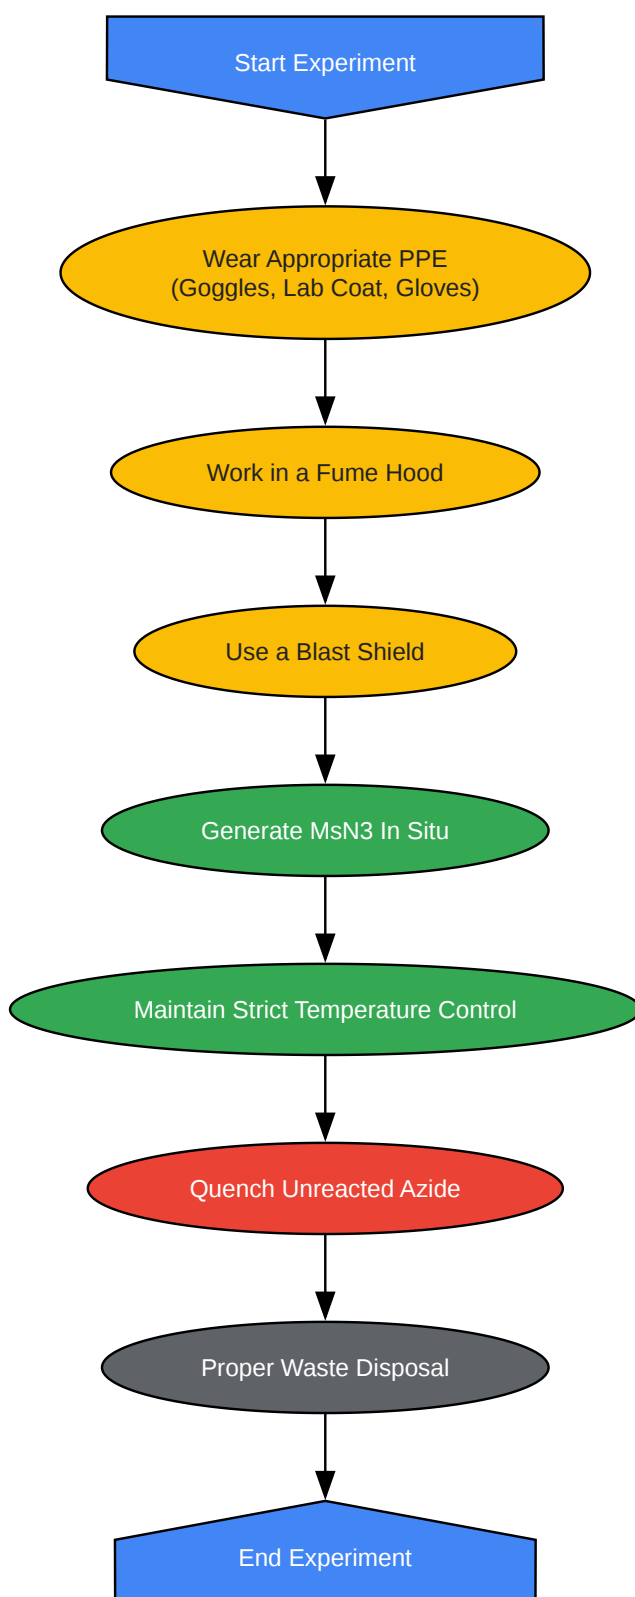 Start Experiment
Wear Appropriate PPE
(Goggles, Lab Coat, Gloves)
Work in a Fume Hood
Use a Blast Shield
Generate MsN3 In Situ
Maintain Strict Temperature Control
Quench Unreacted Azide
Proper Waste Disposal
End Experiment